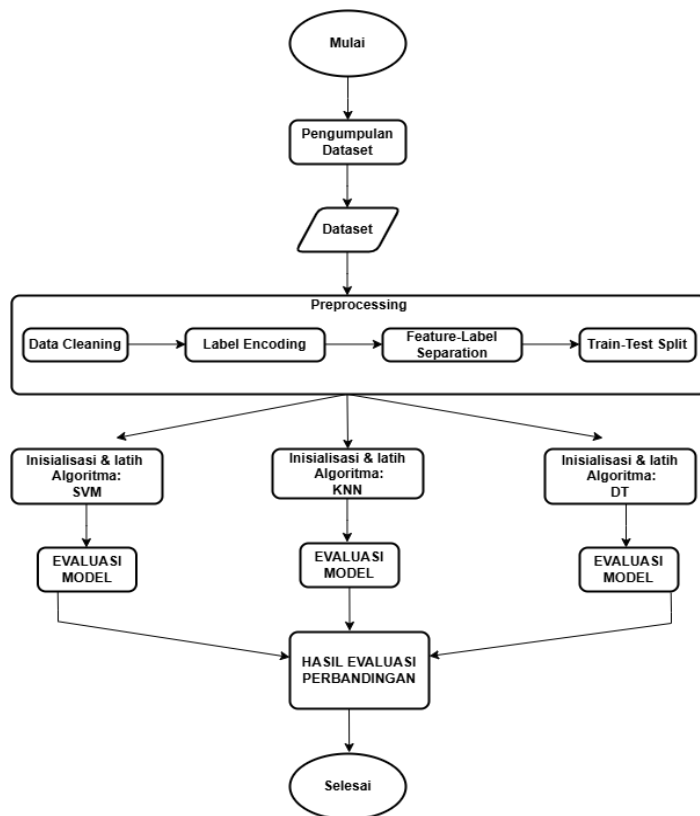 Mulai
Pengumpulan
Dataset
Dataset
Preprocessing
Data Cleaning
Label Encoding
Feature-Label
Separation
Train-Test Split
Inisialisasi & latih
Algoritma:
SVM
Inisialisasi & latih
Algoritma:
KNN
Inisialisasi & latih
Algoritma:
DT
EVALUASI
MODEL
EVALUASI
MODEL
EVALUASI
MODEL
HASIL EVALUASI
PERBANDINGAN
Selesai